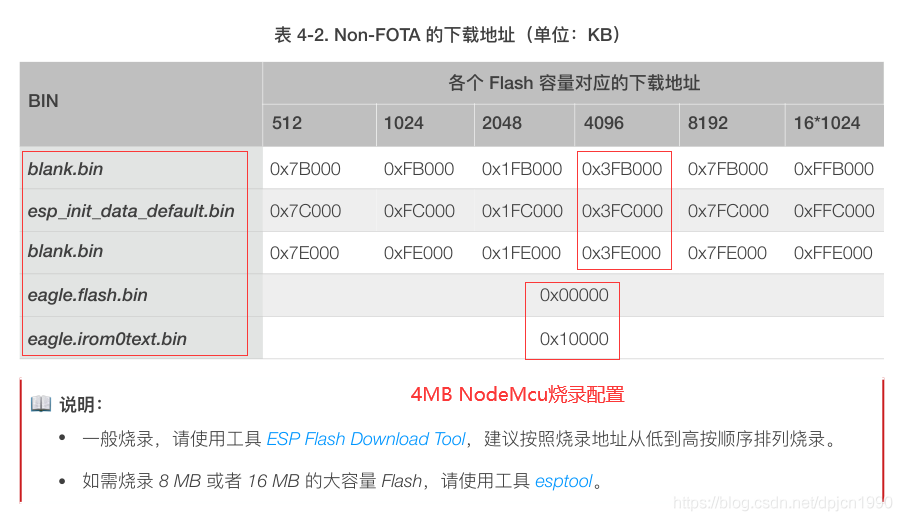 表 4-2. Non-FOTA 的下载地址（单位：KB）
BIN 各个 Flash 容量对应的下载地址
512 1024 2048 4096 8192 16*1024
blank.bin 0x7B000 0xFB000 0x1FB000 0x3FB000 0x7FB000 0xFFB000
esp_init_data_default.bin 0x7C000 0xFC000 0x1FC000 0x3FC000 0x7FC000 0xFFC000
blank.bin 0x7E000 0xFE000 0x1FE000 0x3FE000 0x7FE000 0xFFE000
eagle.flash.bin 0x00000
eagle.irom0text.bin 0x10000
4MB NodeMcu烧录配置
说明：
• 一般烧录，请使用工具 ESP Flash Download Tool，建议按照烧录地址从低到高按顺序排列烧录。
• 如需烧录 8 MB 或者 16 MB 的大容量 Flash，请使用工具 esptool。
https://blog.csdn.net/dpjcn1990